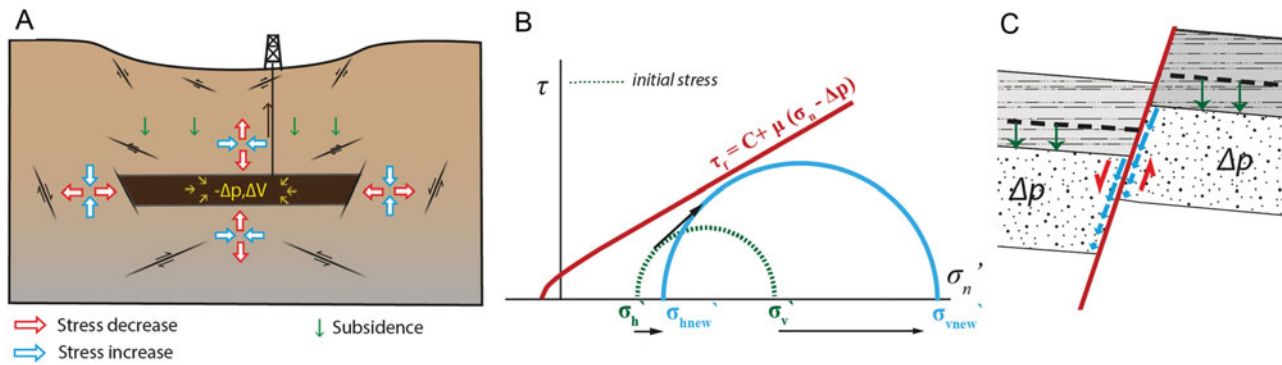 A
-Δp,ΔV
Stress decrease
Stress increase
Subsidence
B
τ
initial stress
τf = C+ μ (σn - Δp)
σn'
σh`
σhnew`
σv`
σvnew`
C
Δp
Δp